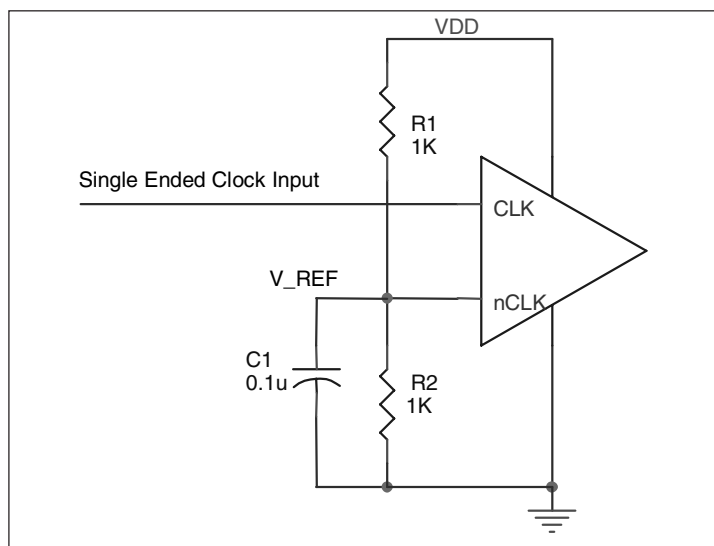 VDD
R1
1K
Single Ended Clock Input
CLK
V_REF
nCLK
C1
0.1u
R2
1K